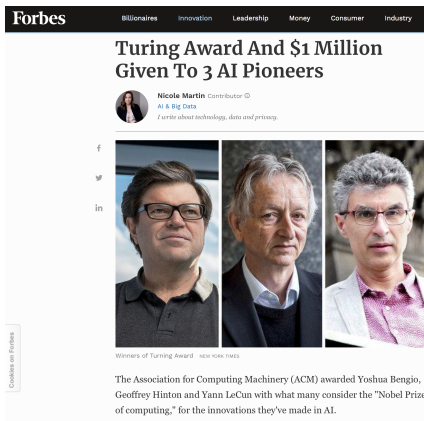 Forbes
Billionaires Innovation Leadership Money Consumer Industry
Turing Award And $1 Million
Given To 3 AI Pioneers
Nicole Martin Contributor
AI & Big Data
I write about technology, data and privacy.
Winners of Turning Award NEW YORK TIMES
Cookies on Forbes
The Association for Computing Machinery (ACM) awarded Yoshua Bengio,
Geoffrey Hinton and Yann LeCun with what many consider the "Nobel Prize
of computing," for the innovations they've made in AI.